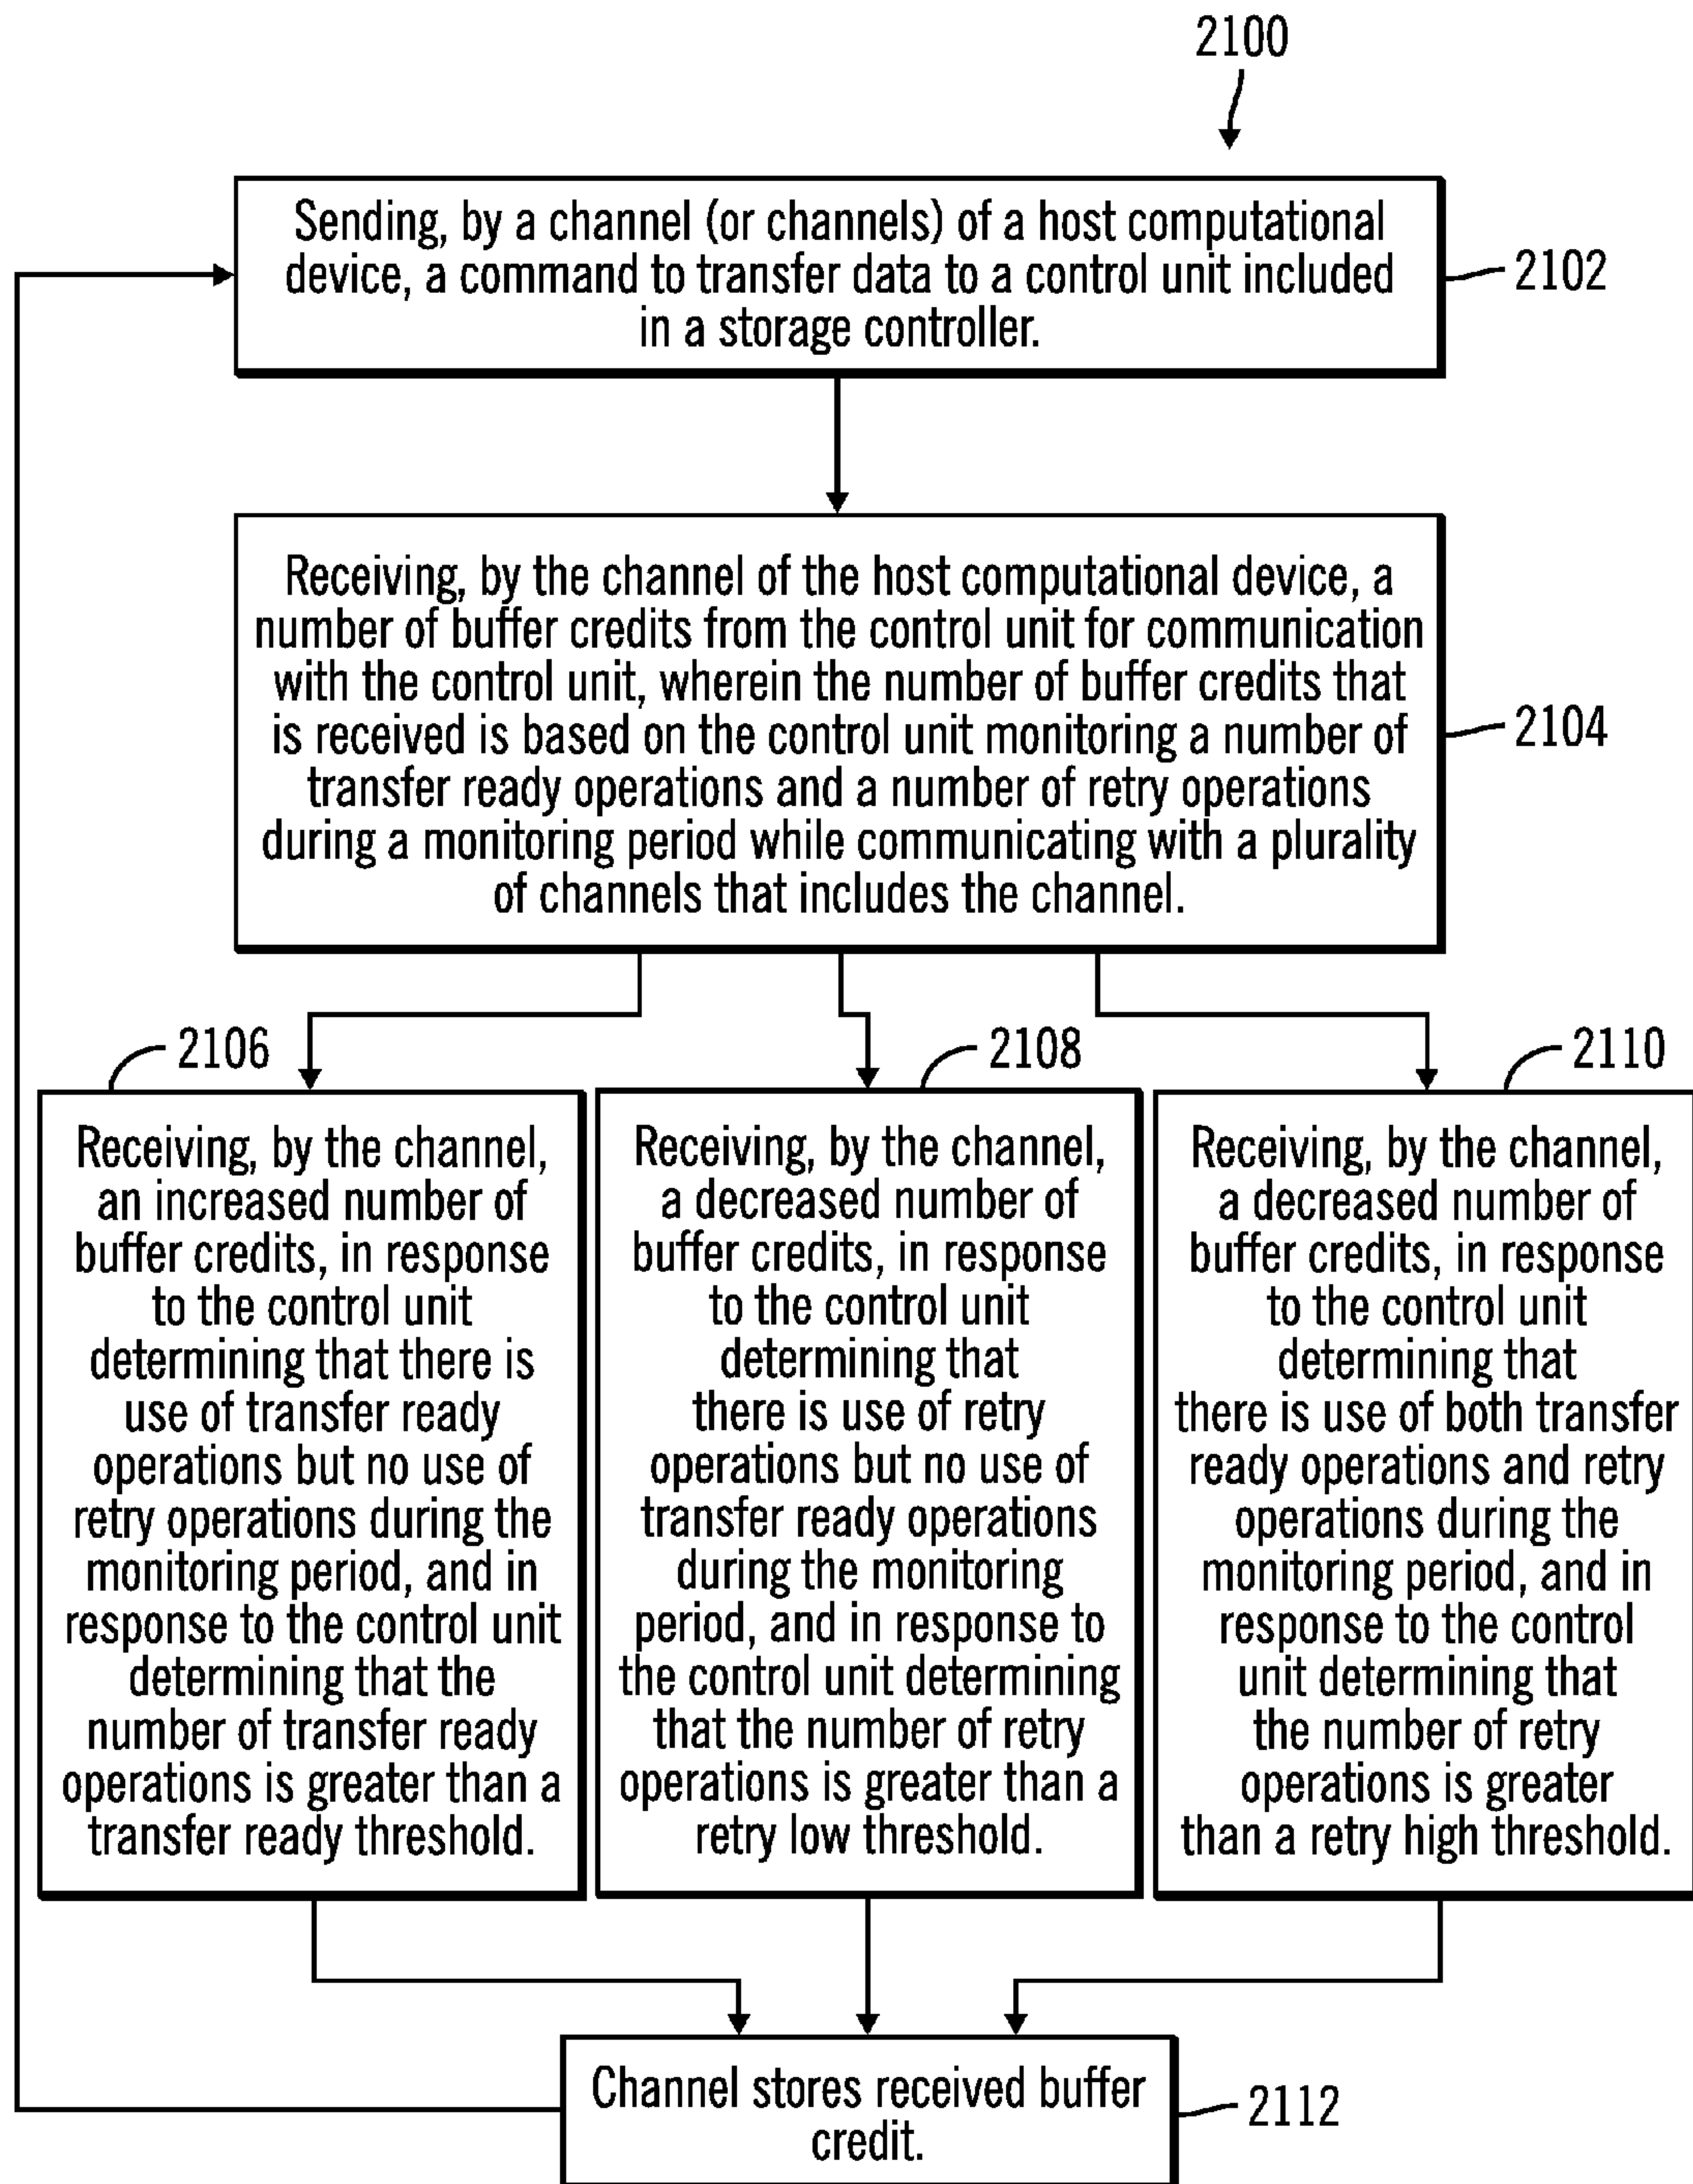 2100
Sending, by a channel (or channels) of a host computational
device, a command to transfer data to a control unit included
in a storage controller.
2102
Receiving, by the channel of the host computational device, a
number of buffer credits from the control unit for communication
with the control unit, wherein the number of buffer credits that
is received is based on the control unit monitoring a number of
transfer ready operations and a number of retry operations
during a monitoring period while communicating with a plurality
of channels that includes the channel.
2104
2106
Receiving, by the channel,
an increased number of
buffer credits, in response
to the control unit
determining that there is
use of transfer ready
operations but no use of
retry operations during the
monitoring period, and in
response to the control unit
determining that the
number of transfer ready
operations is greater than a
transfer ready threshold.
2108
Receiving, by the channel,
a decreased number of
buffer credits, in response
to the control unit
determining that
there is use of retry
operations but no use of
transfer ready operations
during the monitoring
period, and in response to
the control unit determining
that the number of retry
operations is greater than a
retry low threshold.
2110
Receiving, by the channel,
a decreased number of
buffer credits, in response
to the control unit
determining that
there is use of both transfer
ready operations and retry
operations during the
monitoring period, and in
response to the control
unit determining that
the number of retry
operations is greater
than a retry high threshold.
Channel stores received buffer
credit.
2112